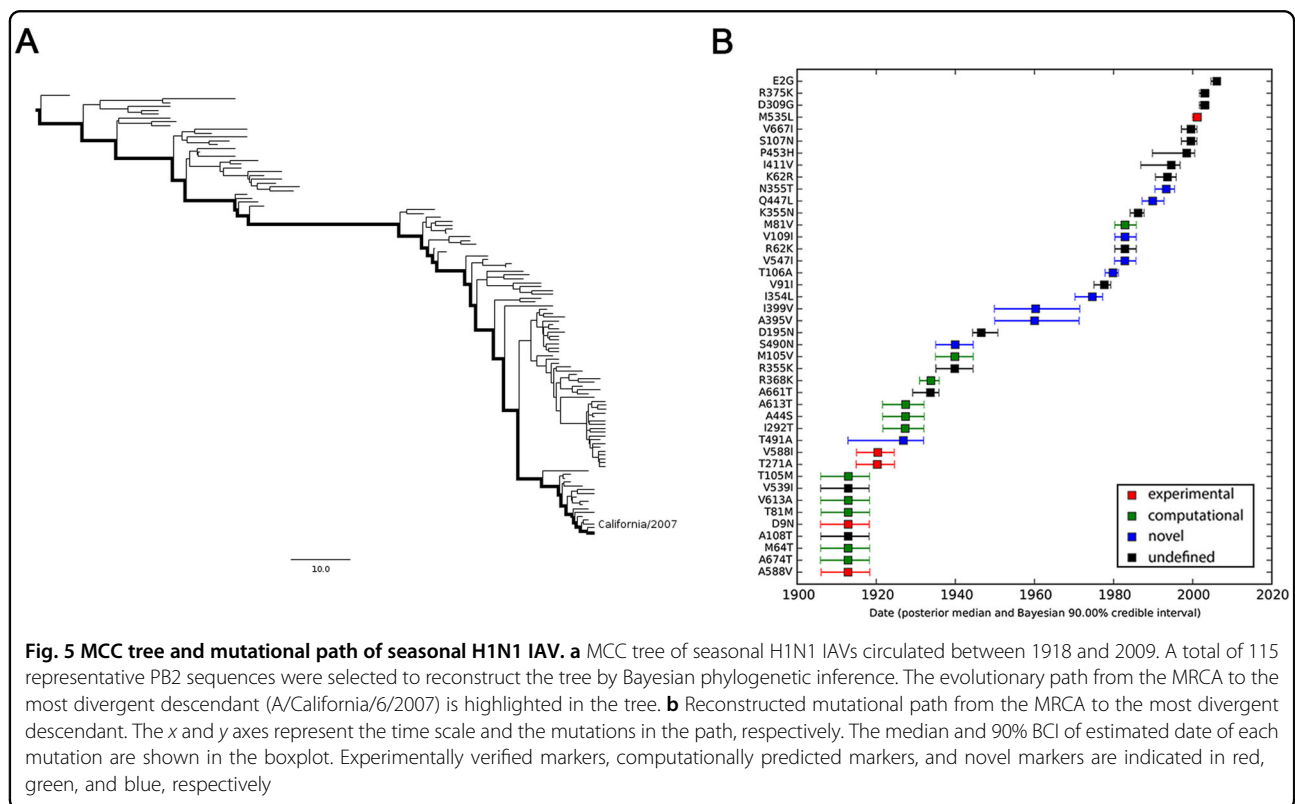 A
California/2007
10.0
B
E2G
R375K
D309G
M535L
V667I
S107N
P453H
I411V
K62R
N355T
Q447L
K355N
M81V
V109I
R62K
V547I
T106A
V91I
I354L
I399V
A395V
D195N
S490N
M105V
R355K
R368K
A661T
A613T
A44S
I292T
T491A
V588I
T271A
T105M
V539I
V613A
T81M
D9N
A108T
M64T
A674T
A588V
experimental
computational
novel
undefined
1900 1920 1940 1960 1980 2000 2020
Date (posterior median and Bayesian 90.00% credible interval)
Fig. 5 MCC tree and mutational path of seasonal H1N1 IAV. a MCC tree of seasonal H1N1 IAVs circulated between 1918 and 2009. A total of 115
representative PB2 sequences were selected to reconstruct the tree by Bayesian phylogenetic inference. The evolutionary path from the MRCA to the
most divergent descendant (A/California/6/2007) is highlighted in the tree. b Reconstructed mutational path from the MRCA to the most divergent
descendant. The x and y axes represent the time scale and the mutations in the path, respectively. The median and 90% BCI of estimated date of each
mutation are shown in the boxplot. Experimentally verified markers, computationally predicted markers, and novel markers are indicated in red,
green, and blue, respectively